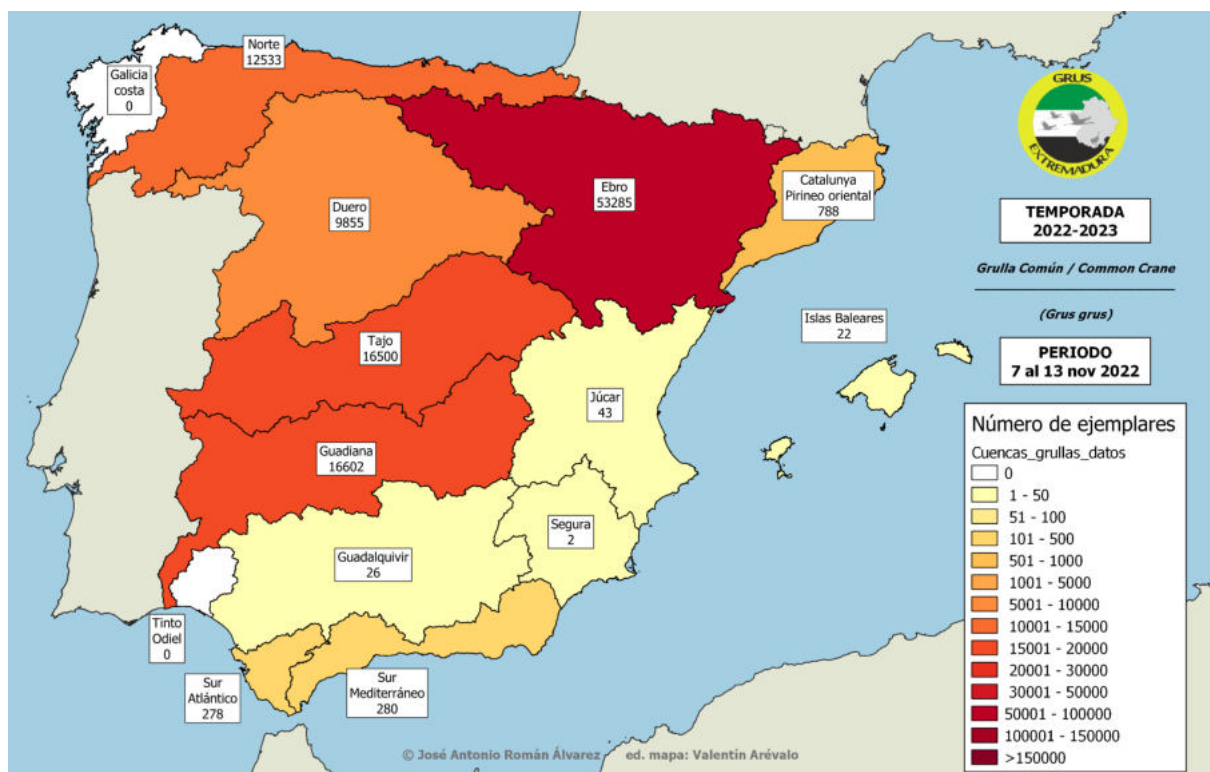 Norte
12533
Galicia
costa
0
Duero
9855
Ebro
53285
Catalunya
Pirineo oriental
788
Tajo
16500
Islas Baleares
22
Júcar
43
Guadiana
16602
Segura
2
Guadalquivir
26
Tinto
Odiel
0
Sur
Atlántico
278
Sur
Mediterráneo
280
GRUS
EXTREMADURA
TEMPORADA
2022-2023
Grulla Común / Common Crane
(Grus grus)
PERIODO
7 al 13 nov 2022
Número de ejemplares
Cuencas_grullas_datos
0
1 - 50
51 - 100
101 - 500
501 - 1000
1001 - 5000
5001 - 10000
10001 - 15000
15001 - 20000
20001 - 30000
30001 - 50000
50001 - 100000
100001 - 150000
>150000
© José Antonio Román Álvarez ed. mapa: Valentín Arévalo